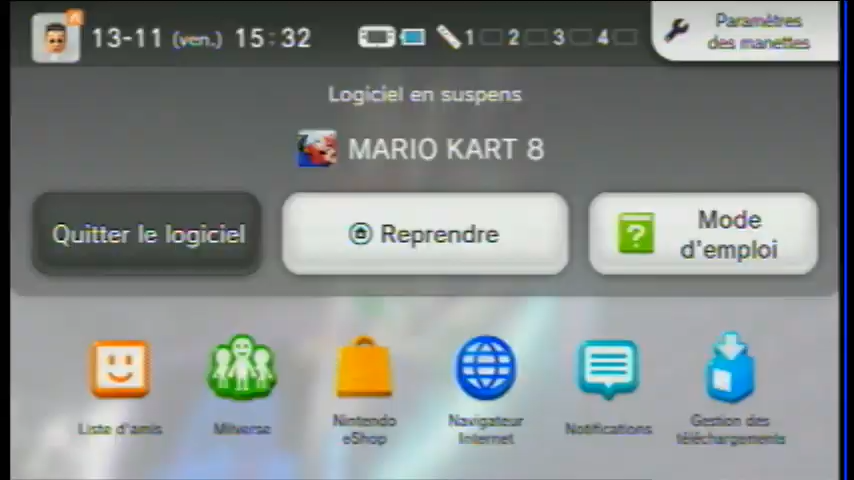 13-11 (ven.) 15:32
1 2 3 4
Paramètres
des manettes
Logiciel en suspens
MARIO KART 8
Quitter le logiciel
Reprendre
?
Mode
d'emploi
Liste d'amis
Miiverse
Nintendo
eShop
Navigateur
Internet
Notifications
Gestion des
téléchargements